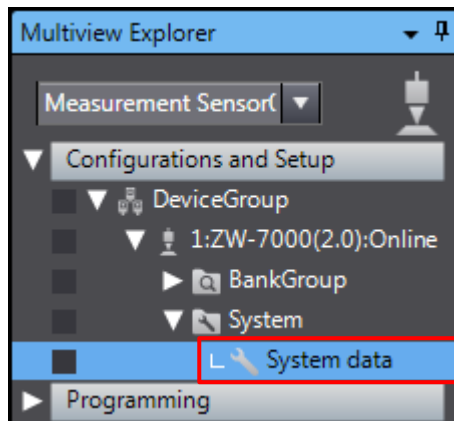 Multiview Explorer
Measurement Sensor(
Configurations and Setup
DeviceGroup
1:ZW-7000(2.0):Online
BankGroup
System
System data
Programming